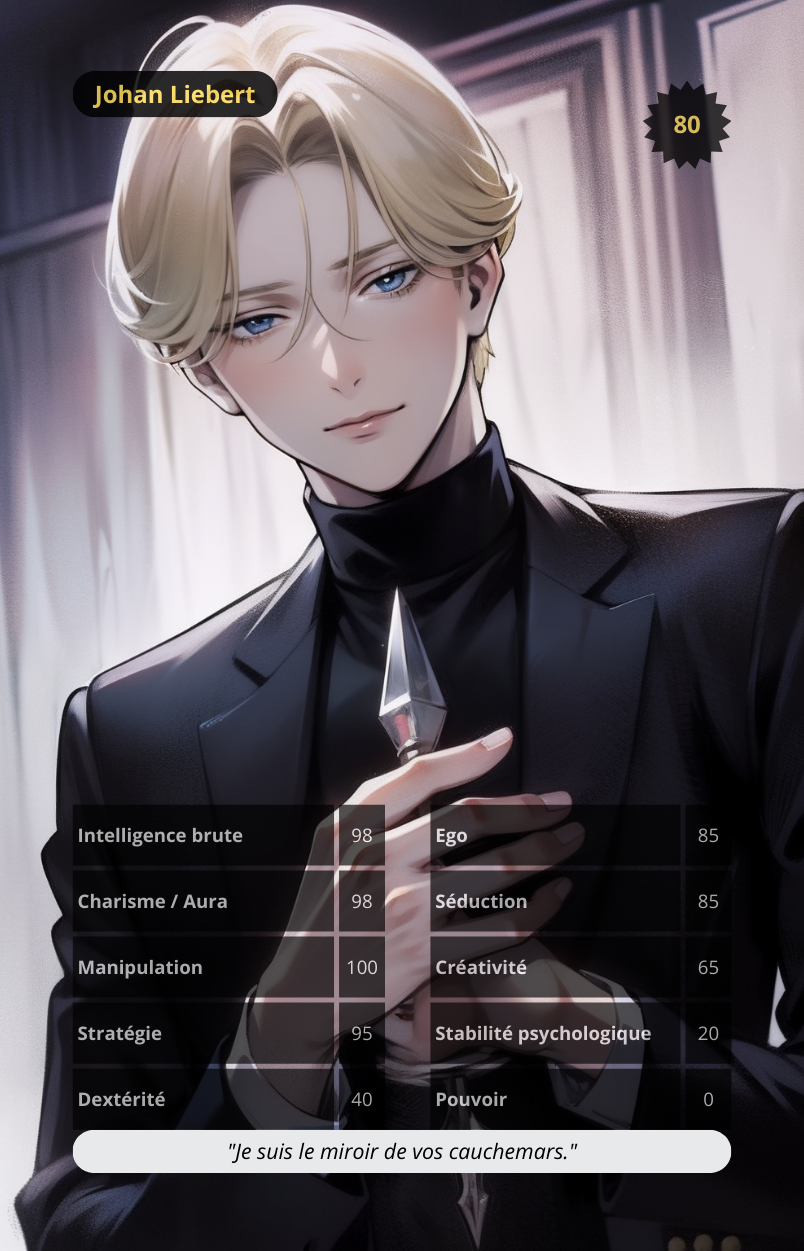 Johan Liebert
80
Intelligence brute 98
Charisme / Aura 98
Manipulation 100
Stratégie 95
Dextérité 40
Ego 85
Séduction 85
Créativité 65
Stabilité psychologique 20
Pouvoir 0
"Je suis le miroir de vos cauchemars."